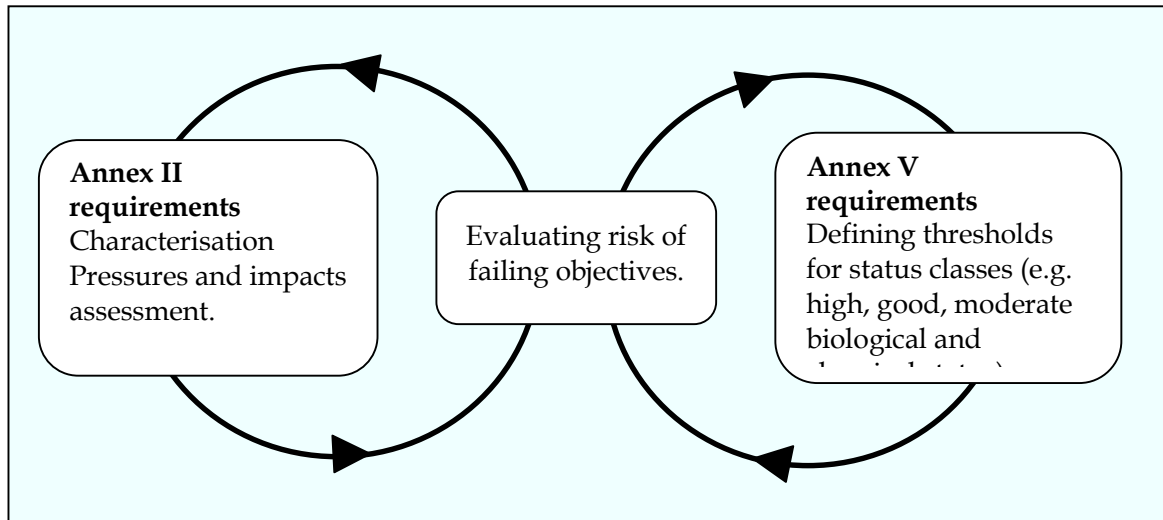 Annex II
requirements
Characterisation
Pressures and impacts
assessment.
Evaluating risk of
failing objectives.
Annex V
requirements
Defining thresholds
for status classes (e.g.
high, good, moderate
biological and